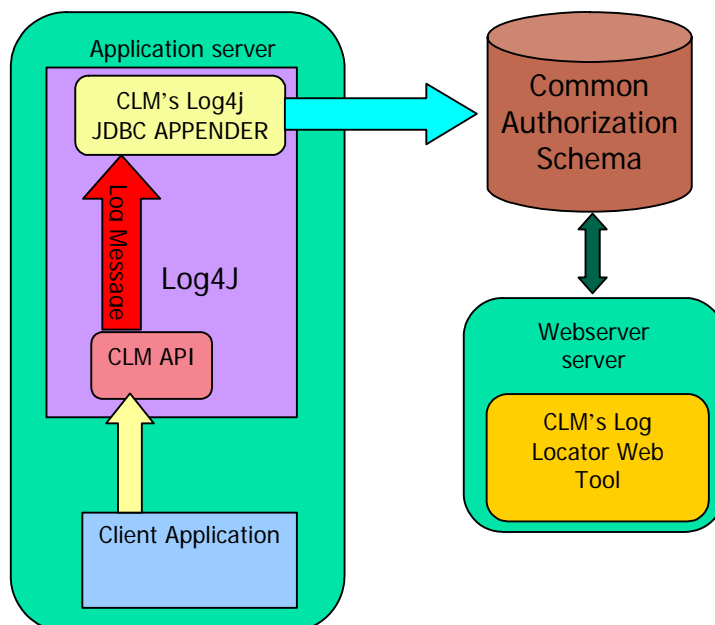 Application server
CLM's Log4j
JDBC APPENDER
Log Message
Log4J
CLM API
Client Application
Common
Authorization
Schema
Webserver
server
CLM's Log
Locator Web
Tool